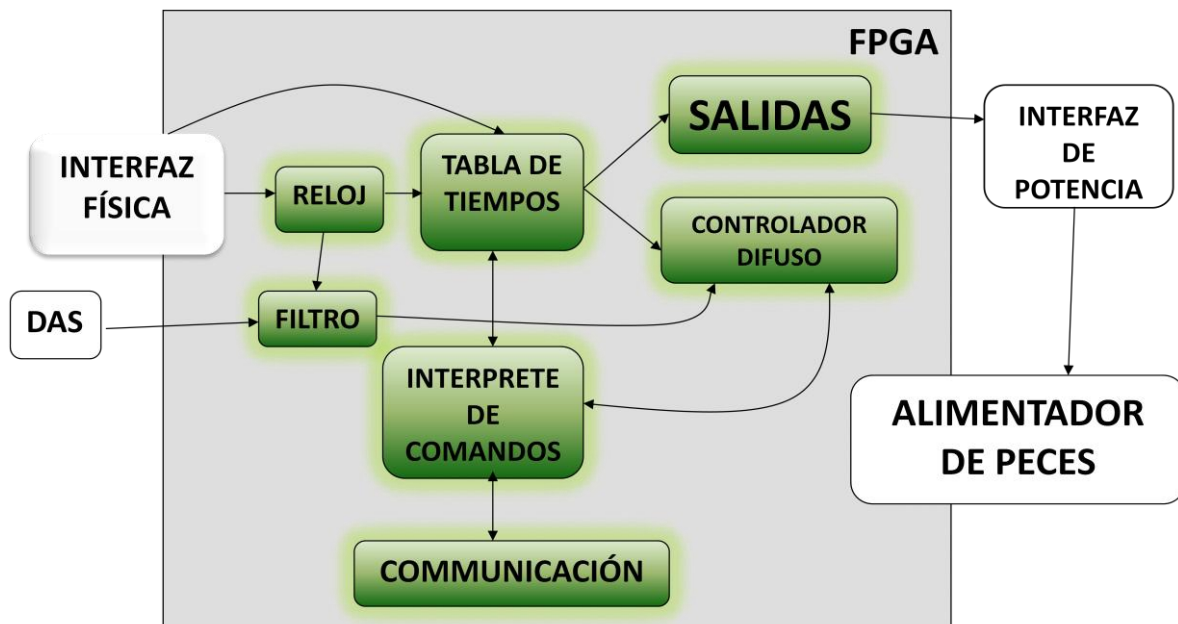 FPGA
INTERFAZ
FÍSICA
RELOJ
TABLA DE
TIEMPOS
SALIDAS
INTERFAZ
DE
POTENCIA
CONTROLADOR
DIFUSO
DAS
FILTRO
INTERPRETE
DE
COMANDOS
ALIMENTADOR
DE PECES
COMMUNICACIÓN